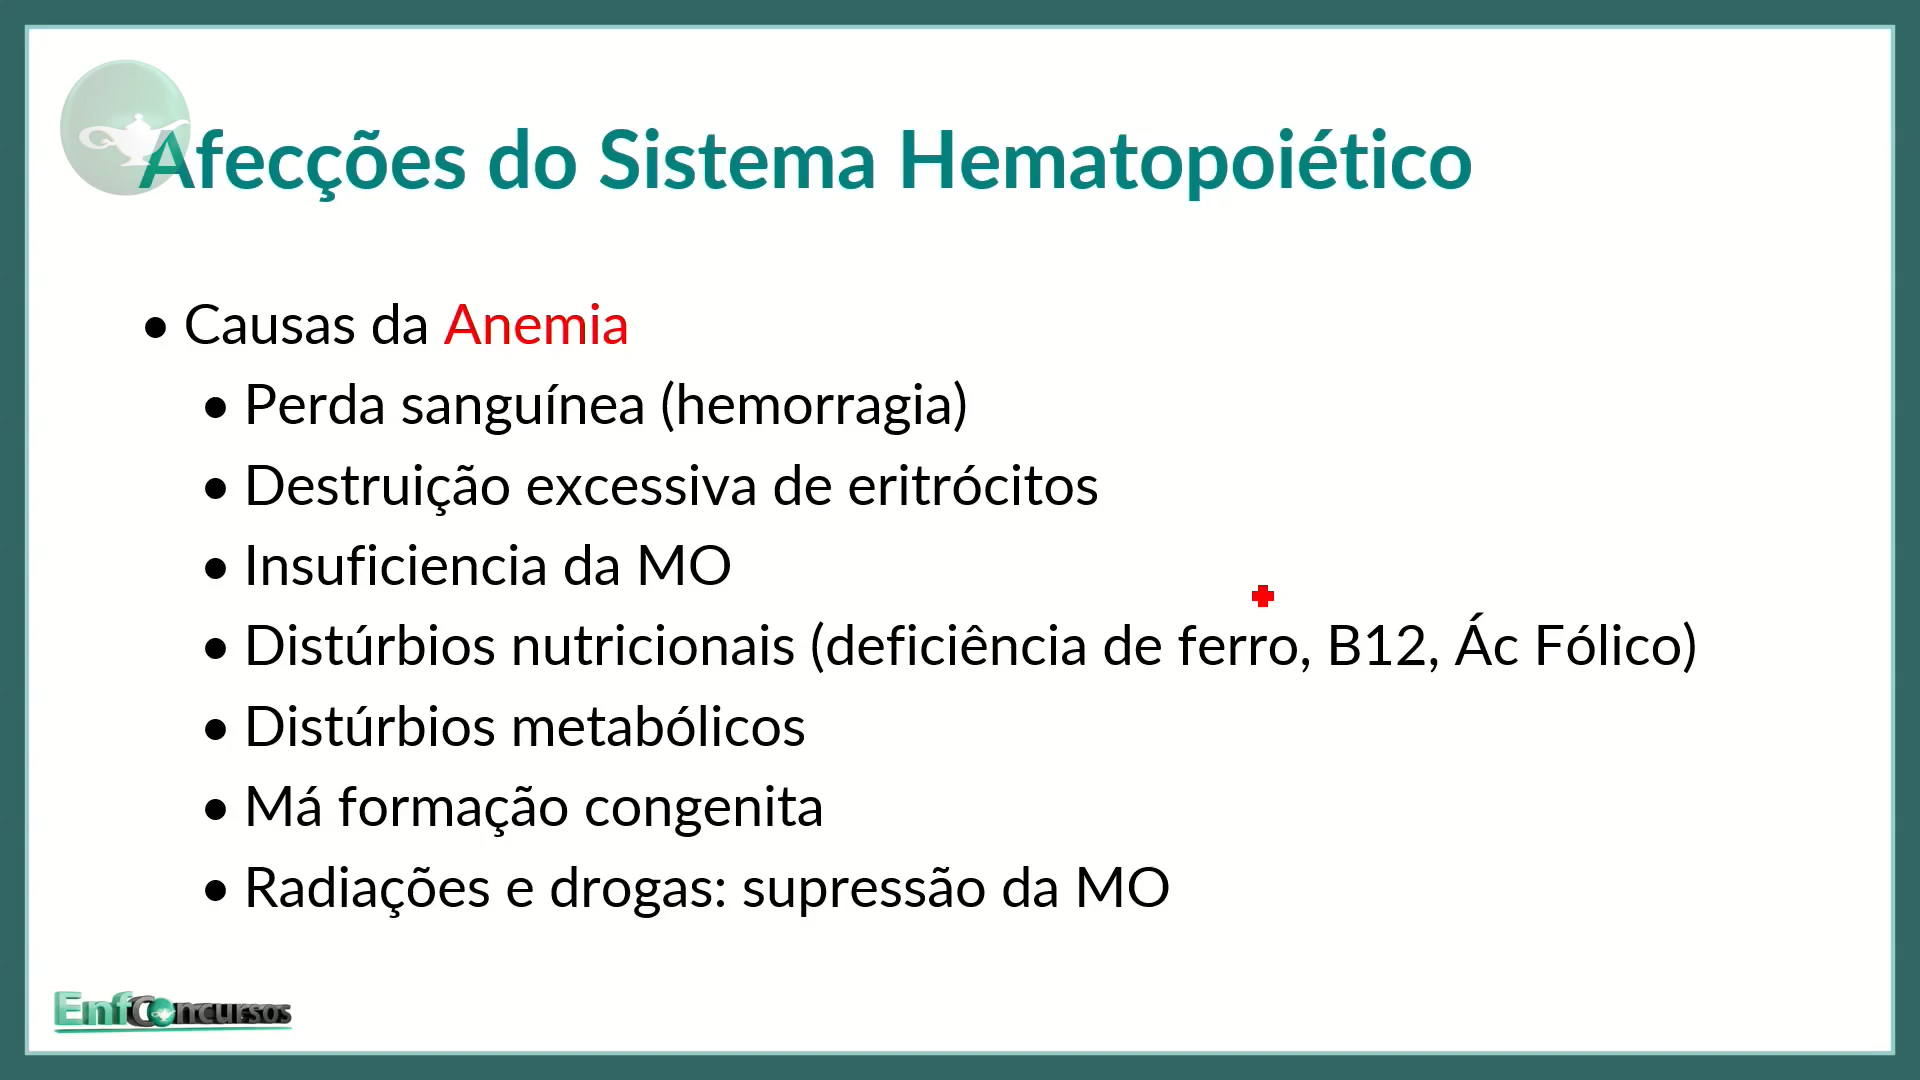 Afecções do Sistema Hematopoiético
• Causas da Anemia
• Perda sanguínea (hemorragia)
• Destruição excessiva de eritrócitos
• Insuficiencia da MO
• Distúrbios nutricionais (deficiência de ferro, B12, Ác Fólico)
• Distúrbios metabólicos
• Má formação congenita
• Radiações e drogas: supressão da MO
EnfConcursos